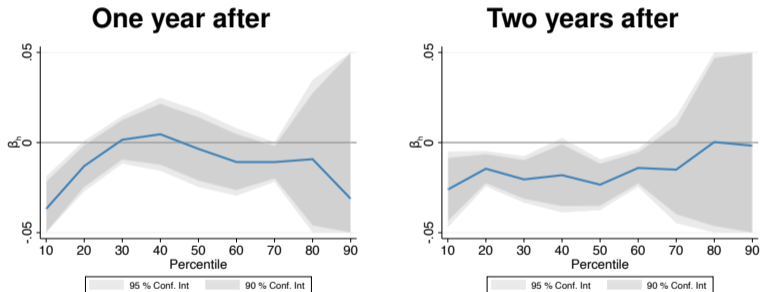 One year after
.05
0
-.05
βh
10 20 30 40 50 60 70 80 90
Percentile
95 % Conf. Int 90 % Conf. Int
Two years after
.05
0
-.05
βh
10 20 30 40 50 60 70 80 90
Percentile
95 % Conf. Int 90 % Conf. Int